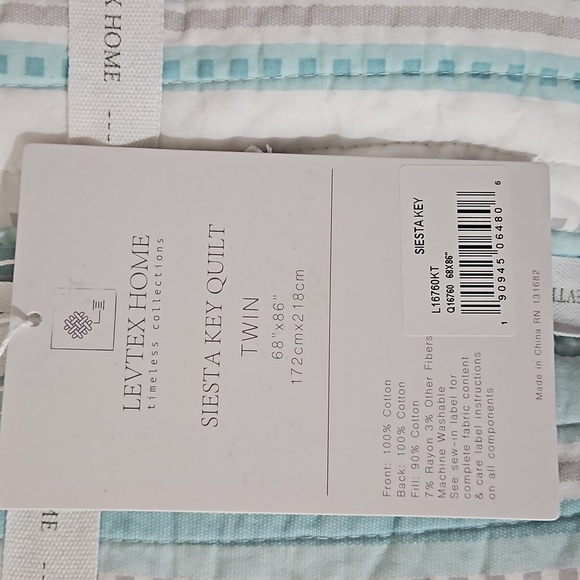 HOME
LEVTEX HOME
timeless collections
SIESTA KEY QUILT
TWIN
68"x86"
172cmx218cm
Front: 100% Cotton
Back: 100% Cotton
Fill: 90% Cotton
7% Rayon 3% Other Fibers
Machine Washable
See sew-in label for
complete fabric content
& care label instructions
on all components
SIESTA KEY
L16760KT
Q16760 68X86"
1 90945 06480 6
Made in China RN 131682